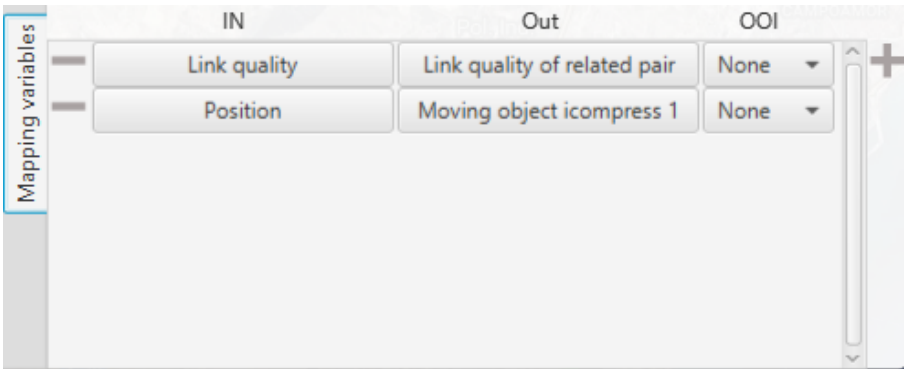 IN Out OOI
Mapping variables
Link quality Link quality of related pair None
Position Moving object icompress 1 None